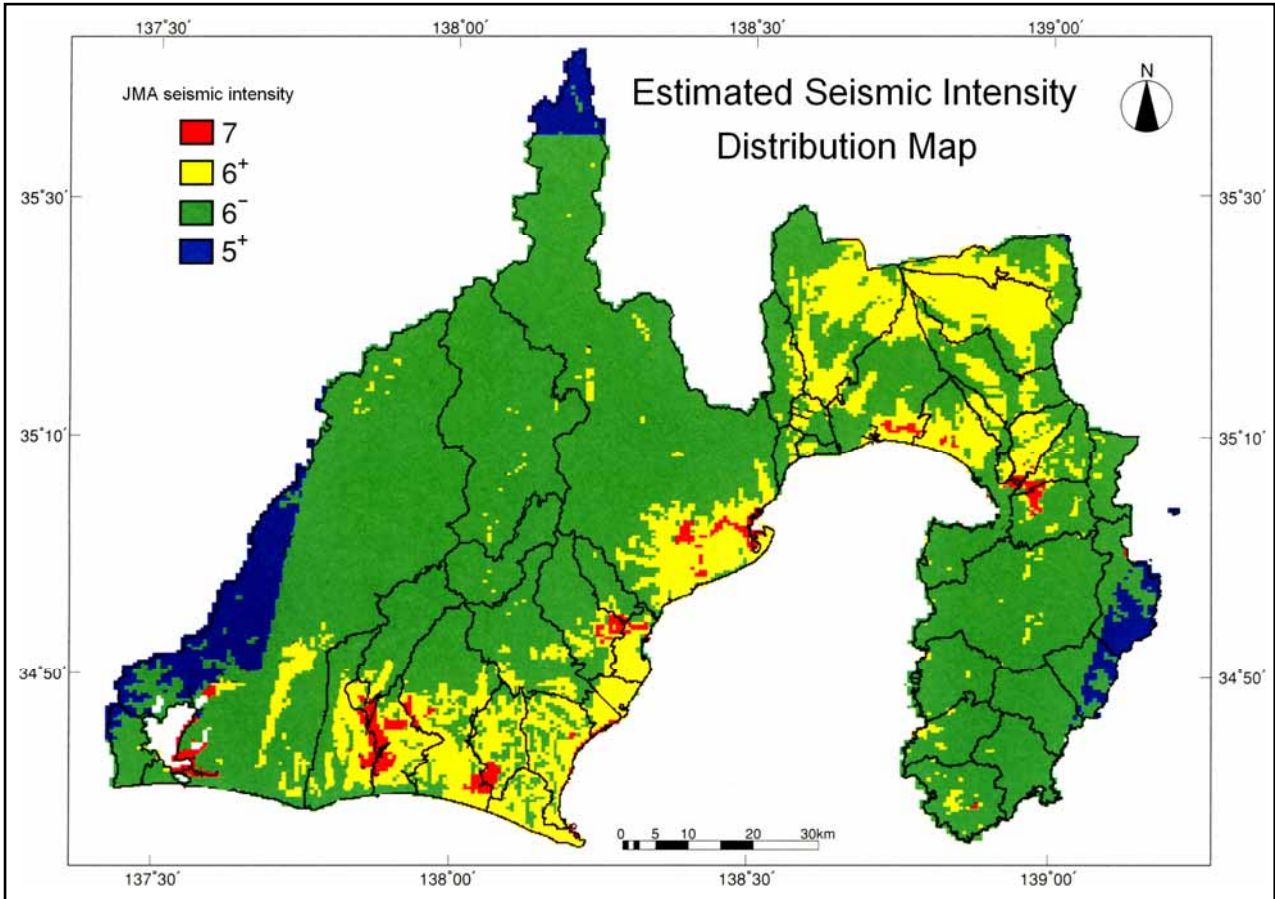 137°30′ 138°00′ 138°30′ 139°00′
Estimated Seismic Intensity
Distribution Map
N
JMA seismic intensity
7
6+
6−
5+
35°30′ 35°30′
35°10′ 35°10′
34°50′ 34°50′
0 5 10 20 30km
137°30′ 138°00′ 138°30′ 139°00′